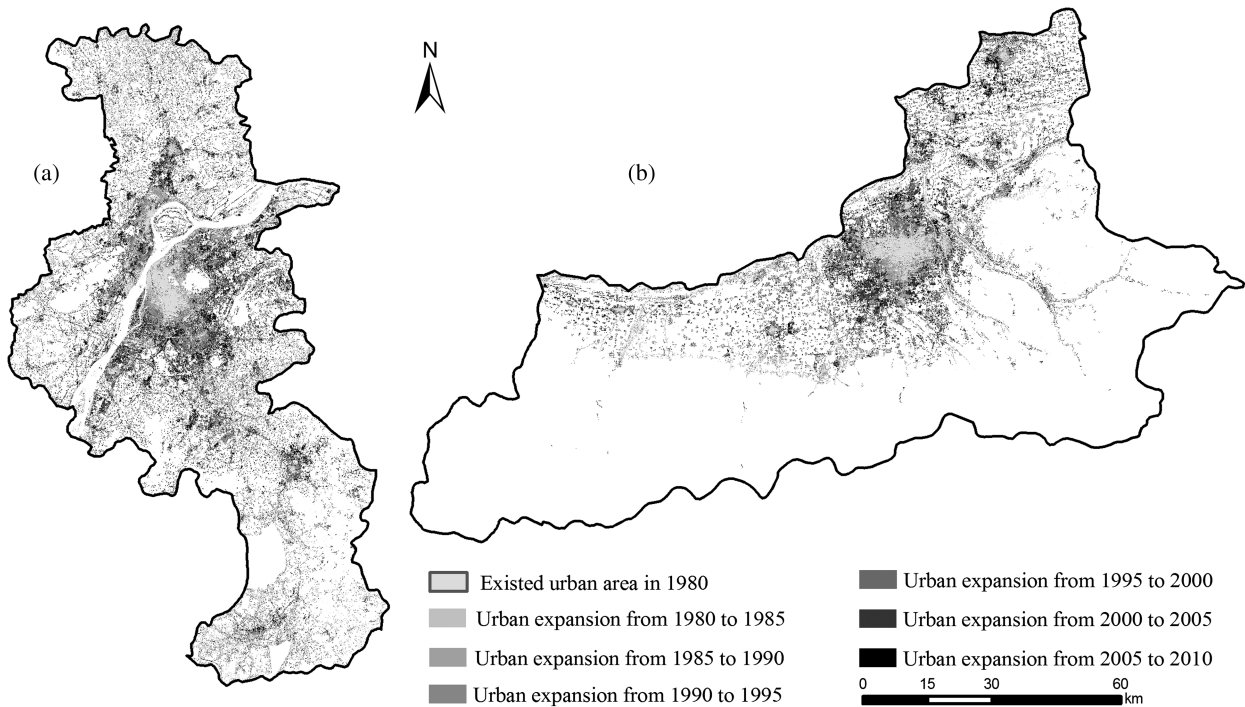 N
(a)
(b)
Existed urban area in 1980
Urban expansion from 1980 to 1985
Urban expansion from 1985 to 1990
Urban expansion from 1990 to 1995
Urban expansion from 1995 to 2000
Urban expansion from 2000 to 2005
Urban expansion from 2005 to 2010
0 15 30 60
km